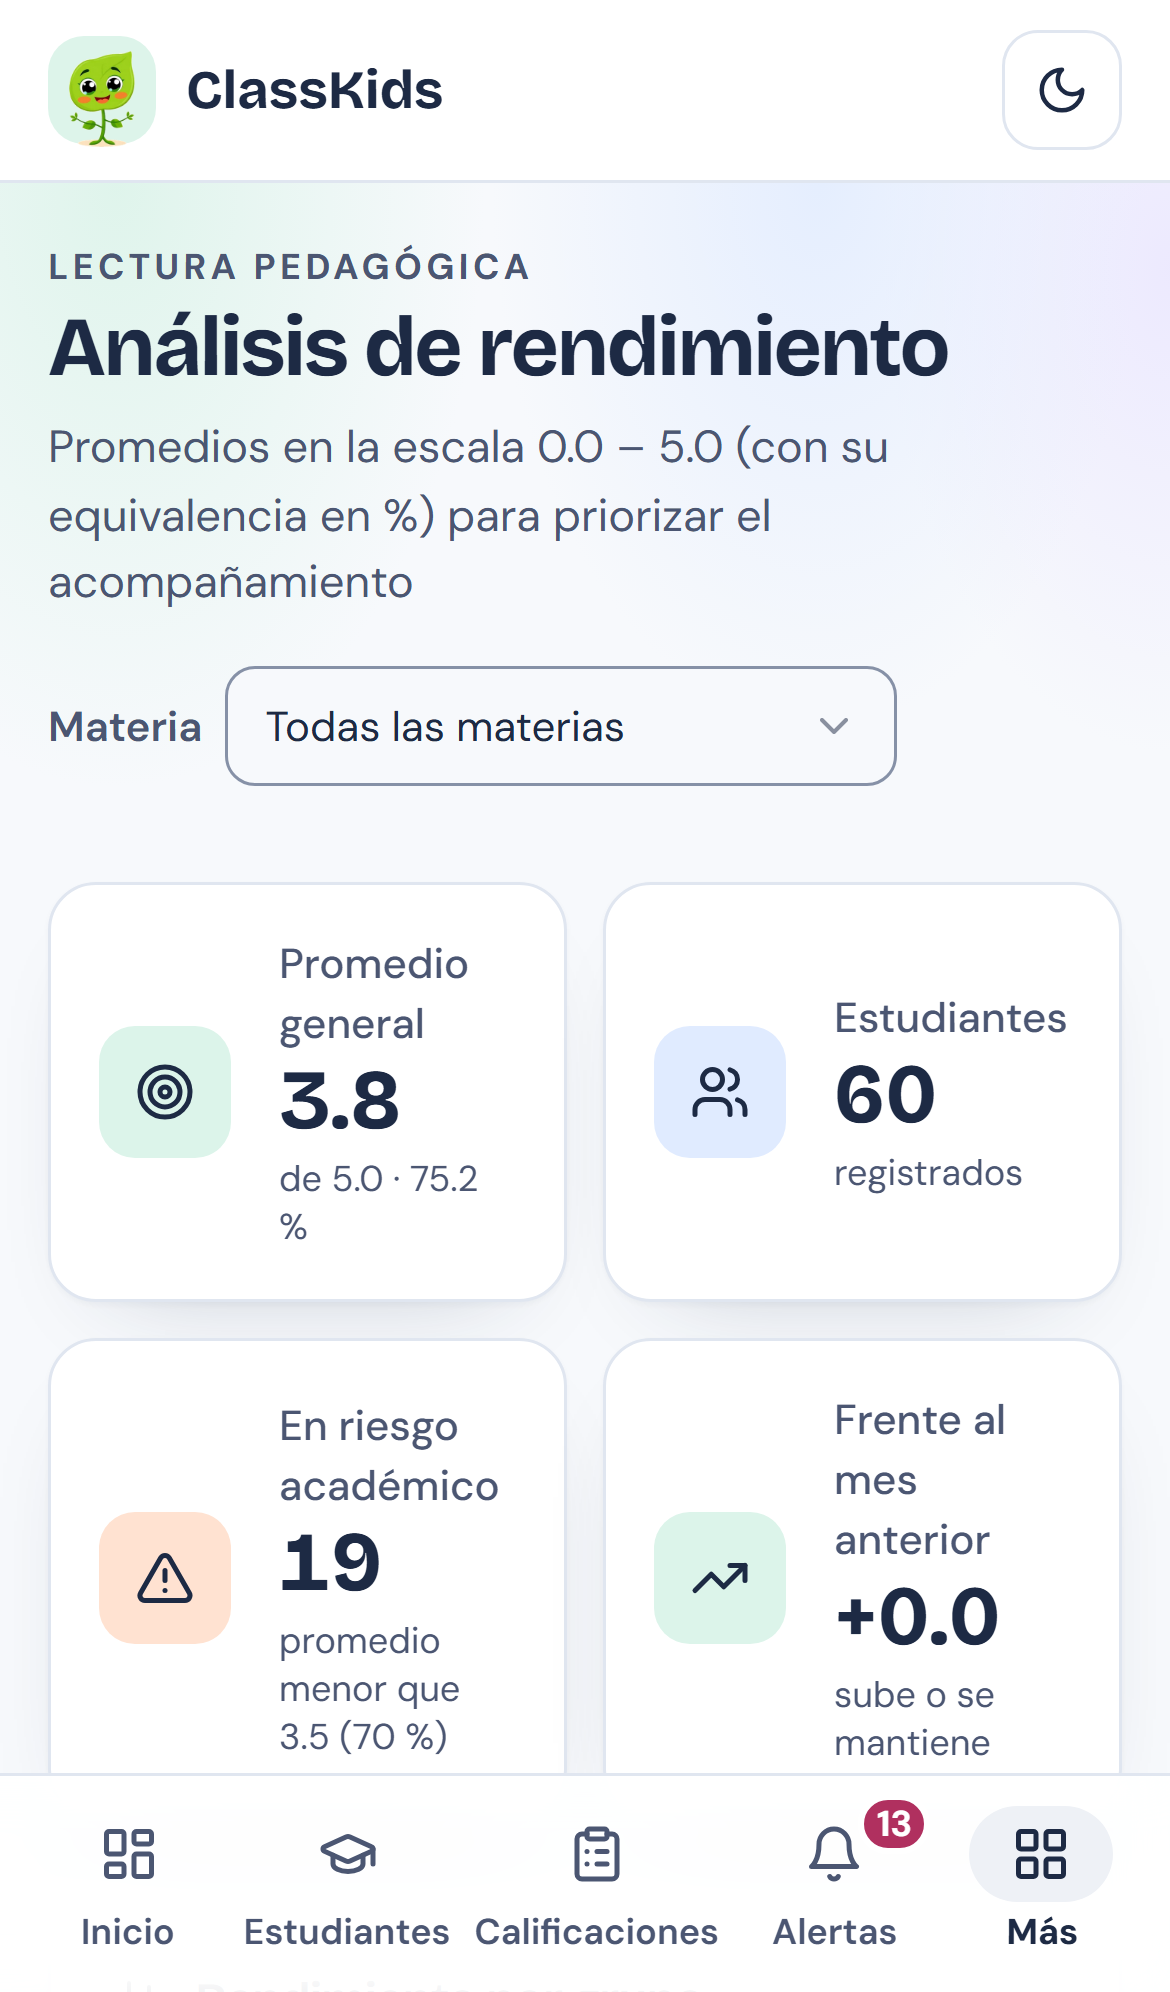 ClassKids
LECTURA PEDAGÓGICA
Análisis de rendimiento
Promedios en la escala 0.0 – 5.0 (con su
equivalencia en %) para priorizar el
acompañamiento
Materia
Todas las materias
Promedio
general
3.8
de 5.0 · 75.2
%
Estudiantes
60
registrados
En riesgo
académico
19
promedio
menor que
3.5 (70 %)
Frente al
mes
anterior
+0.0
sube o se
mantiene
13
Inicio
Estudiantes
Calificaciones
Alertas
Más